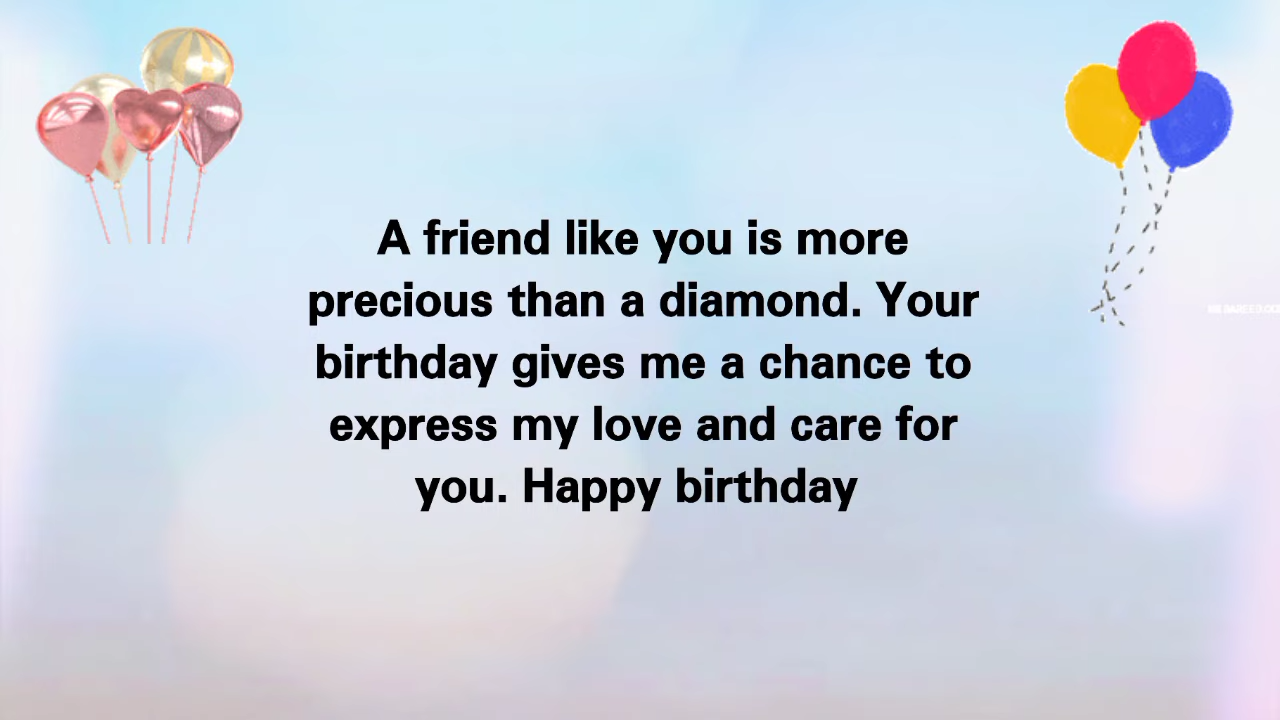 A friend like you is more
precious than a diamond. Your
birthday gives me a chance to
express my love and care for
you. Happy birthday